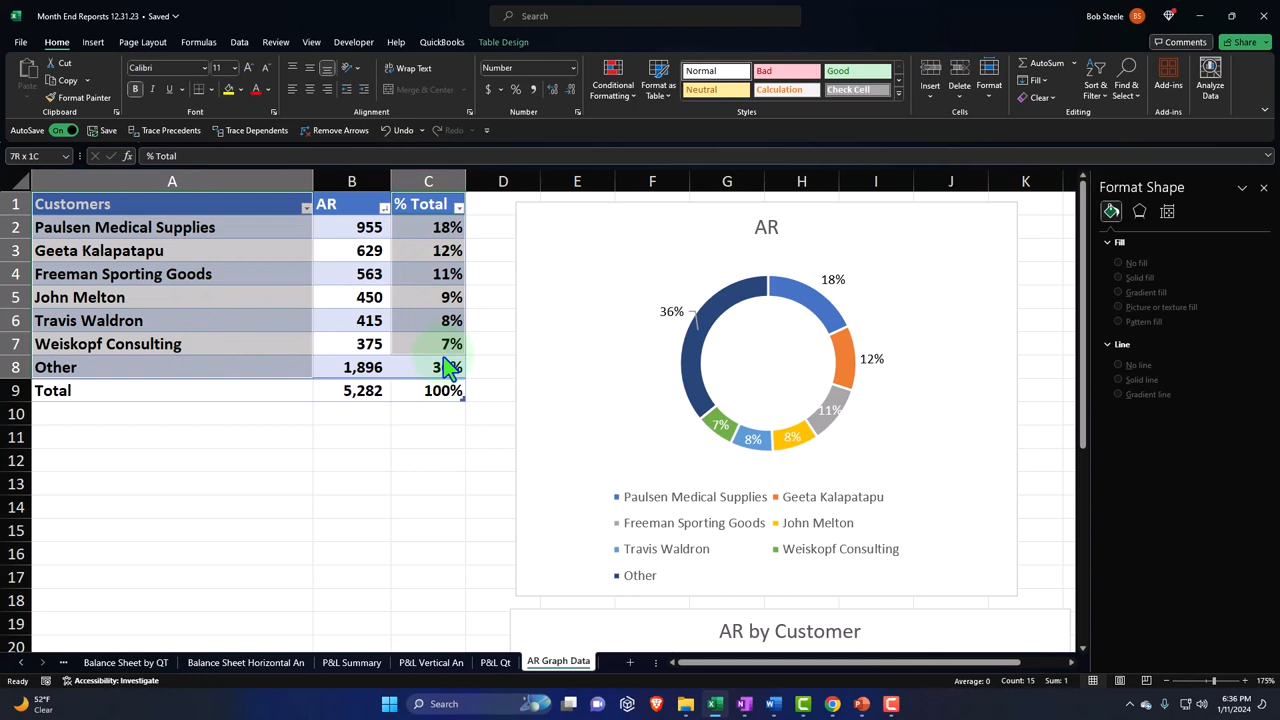 Month End Reporsts 12.31.23 • Saved
Search
Bob Steele BS
File Home Insert Page Layout Formulas Data Review View Developer Help QuickBooks Table Design
Comments Share
Paste
Cut
Copy
Format Painter
Clipboard
Calibri 11
Font
Wrap Text
Merge & Center
Alignment
Number
Number
Conditional Formatting
Format as Table
Normal Bad Good
Neutral Calculation Check Cell
Styles
Insert Delete Format
Cells
AutoSum
Fill
Clear
Sort & Filter
Find & Select
Editing
Add-ins
Add-ins
Analyze Data
AutoSave On Save Trace Precedents Trace Dependents Remove Arrows Undo Redo
7R x 1C fx % Total
A B C D E F G H I J K
1 Customers AR % Total
2 Paulsen Medical Supplies 955 18%
3 Geeta Kalapatapu 629 12%
4 Freeman Sporting Goods 563 11%
5 John Melton 450 9%
6 Travis Waldron 415 8%
7 Weiskopf Consulting 375 7%
8 Other 1,896
9 Total 5,282 100%
10
11
12
13
14
15
16
17
18
19
20
AR
18%
36%
12%
11%
7%
8%
8%
Paulsen Medical Supplies Geeta Kalapatapu
Freeman Sporting Goods John Melton
Travis Waldron Weiskopf Consulting
Other
AR by Customer
Format Shape
Fill
No fill
Solid fill
Gradient fill
Picture or texture fill
Pattern fill
Line
No line
Solid line
Gradient line
Balance Sheet by QT Balance Sheet Horizontal An P&L Summary P&L Vertical An P&L Qt AR Graph Data
Ready Accessibility: Investigate Average: 0 Count: 15 Sum: 1 175%
52°F
Clear
Search
6:36 PM
1/11/2024